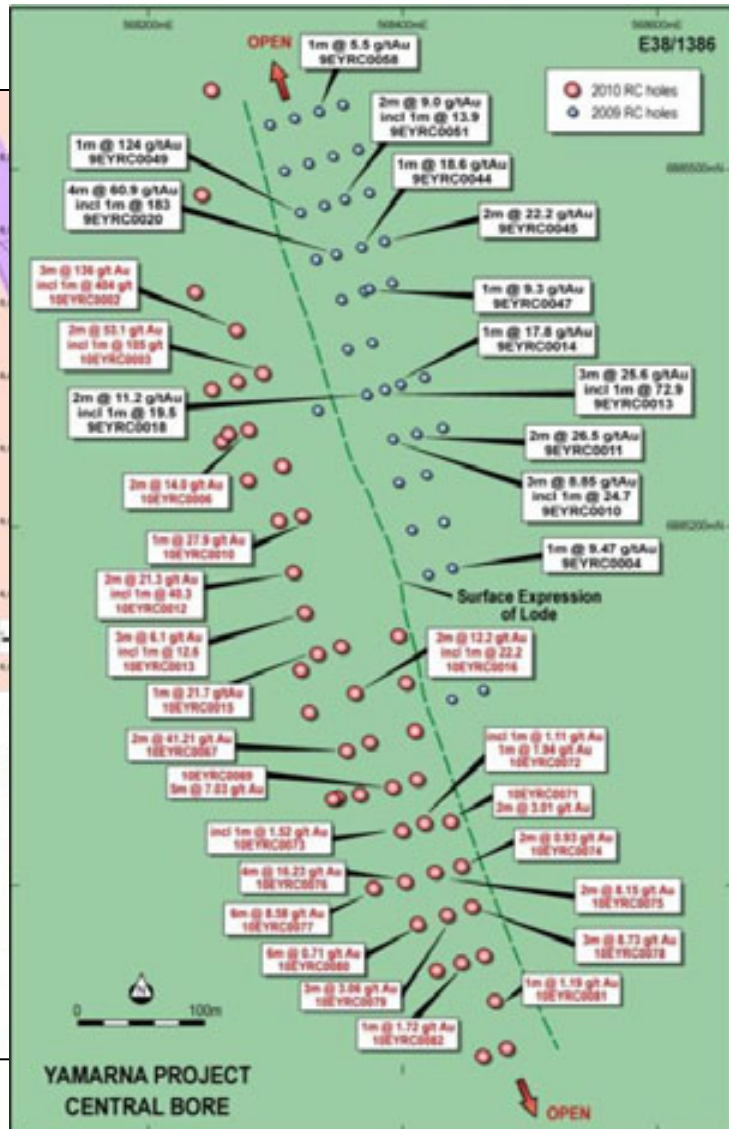 568200mE
568400mE
568600mE
OPEN
E38/1386
1m @ 5.5 g/tAu
9EYRC0058
2010 RC holes
2009 RC holes
2m @ 9.0 g/tAu
incl 1m @ 13.9
9EYRC0051
1m @ 124 g/tAu
9EYRC0049
1m @ 18.6 g/tAu
9EYRC0044
6885500mN
4m @ 60.9 g/tAu
incl 1m @ 183
9EYRC0020
2m @ 22.2 g/tAu
9EYRC0045
3m @ 136 g/t Au
incl 1m @ 404 g/t
10EYRC0002
1m @ 9.3 g/tAu
9EYRC0047
2m @ 53.1 g/t Au
incl 1m @ 105 g/t
10EYRC0003
1m @ 17.8 g/tAu
9EYRC0014
2m @ 11.2 g/tAu
incl 1m @ 19.5
9EYRC0018
3m @ 25.6 g/tAu
incl 1m @ 72.9
9EYRC0013
2m @ 26.5 g/tAu
9EYRC0011
2m @ 14.0 g/t Au
10EYRC0006
3m @ 8.85 g/tAu
incl 1m @ 24.7
9EYRC0010
6885200mN
1m @ 27.9 g/t Au
10EYRC0010
1m @ 9.47 g/tAu
9EYRC0004
2m @ 21.3 g/t Au
incl 1m @ 40.3
10EYRC0012
Surface Expression
of Lode
3m @ 6.1 g/t Au
incl 1m @ 12.6
10EYRC0013
2m @ 12.2 g/t Au
incl 1m @ 22.2
10EYRC0016
1m @ 21.7 g/tAu
10EYRC0015
2m @ 41.21 g/t Au
10EYRC0067
incl 1m @ 1.11 g/t Au
1m @ 1.94 g/t Au
10EYRC0072
10EYRC0069
5m @ 7.03 g/t Au
10EYRC0071
2m @ 3.01 g/t Au
incl 1m @ 1.52 g/t Au
10EYRC0073
2m @ 0.93 g/t Au
10EYRC0074
4m @ 16.23 g/t Au
10EYRC0076
2m @ 8.15 g/t Au
10EYRC0075
6m @ 8.58 g/t Au
10EYRC0077
3m @ 8.73 g/t Au
10EYRC0078
6m @ 0.71 g/t Au
10EYRC0080
3m @ 3.06 g/t Au
10EYRC0079
1m @ 1.19 g/t Au
10EYRC0081
1m @ 1.72 g/t Au
10EYRC0082
N
0
100m
YAMARNA PROJECT
CENTRAL BORE
OPEN